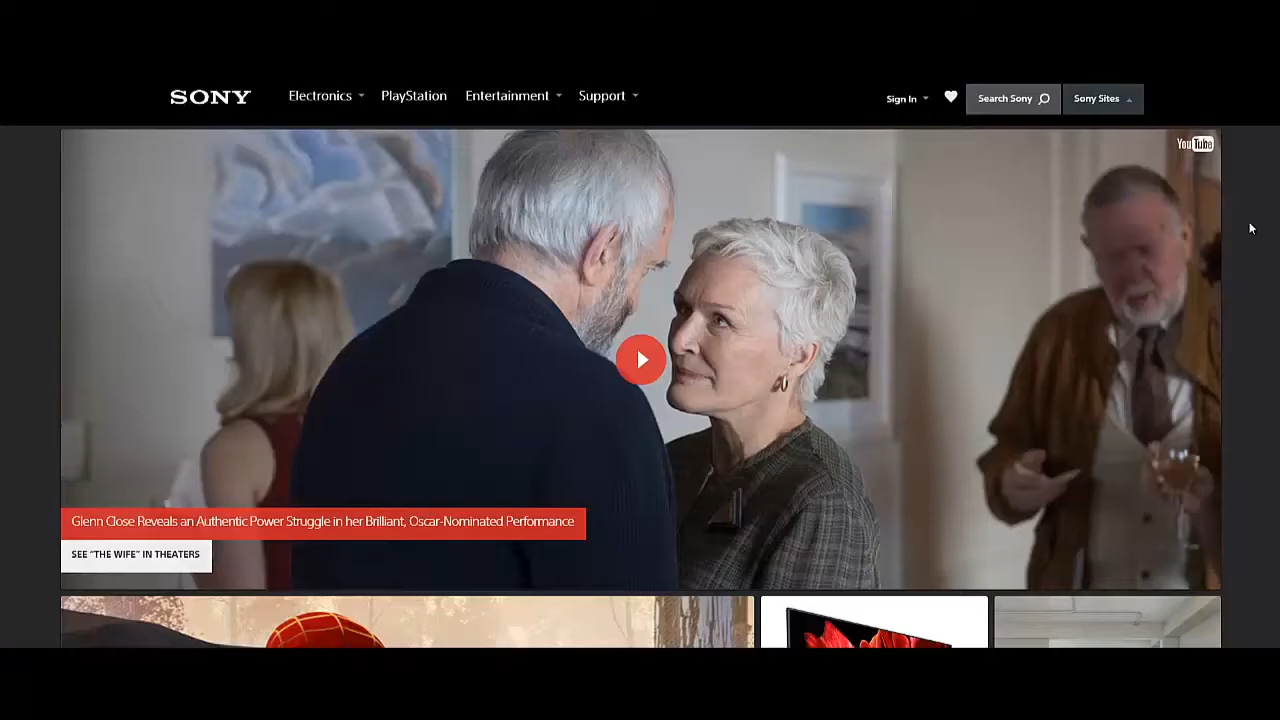 SONY
Electronics
PlayStation
Entertainment
Support
Sign In
Search Sony
Sony Sites
YouTube
Glenn Close Reveals an Authentic Power Struggle in her Brilliant, Oscar-Nominated Performance
SEE “THE WIFE” IN THEATERS